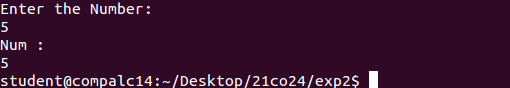 Enter the Number:
5
Num :
5
student@compalc14:~/Desktop/21co24/exp2$